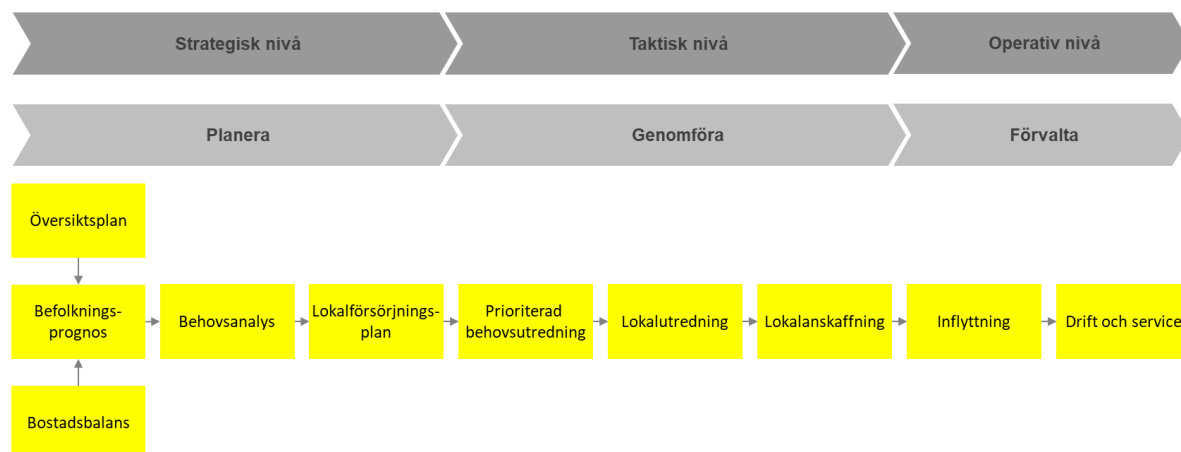 Strategisk nivå
Taktisk nivå
Operativ nivå
Planera
Genomföra
Förvalta
Översiktsplan
Befolknings-
prognos
Behovsanalys
Lokalförsörjnings-
plan
Prioriterad
behovsutredning
Lokalutredning
Lokalanskaffning
Inflyttning
Drift och service
Bostadsbalans